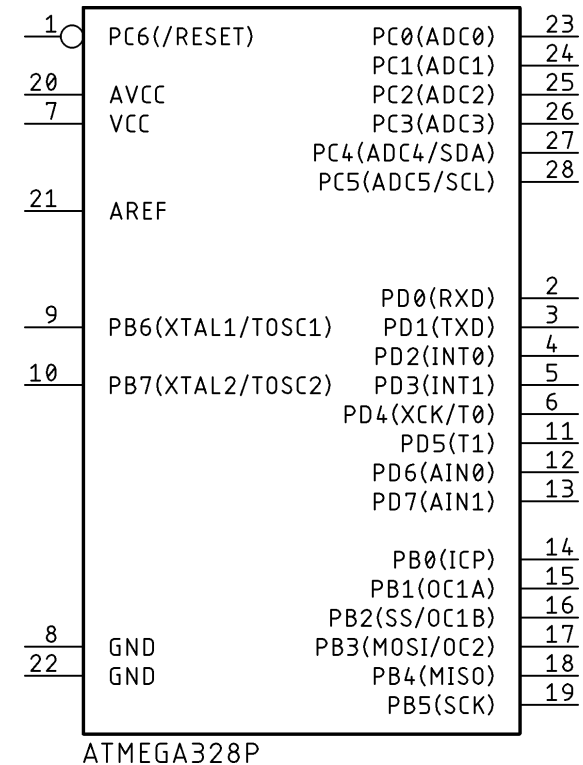 1 PC6(/RESET) PC0(ADC0) 23
PC1(ADC1) 24
20 AVCC PC2(ADC2) 25
7 VCC PC3(ADC3) 26
PC4(ADC4/SDA) 27
PC5(ADC5/SCL) 28
21 AREF
PD0(RXD) 2
9 PB6(XTAL1/TOSC1) PD1(TXD) 3
PD2(INT0) 4
10 PB7(XTAL2/TOSC2) PD3(INT1) 5
PD4(XCK/T0) 6
PD5(T1) 11
PD6(AIN0) 12
PD7(AIN1) 13
PB0(ICP) 14
PB1(OC1A) 15
PB2(SS/OC1B) 16
8 GND PB3(MOSI/OC2) 17
22 GND PB4(MISO) 18
PB5(SCK) 19
ATMEGA328P